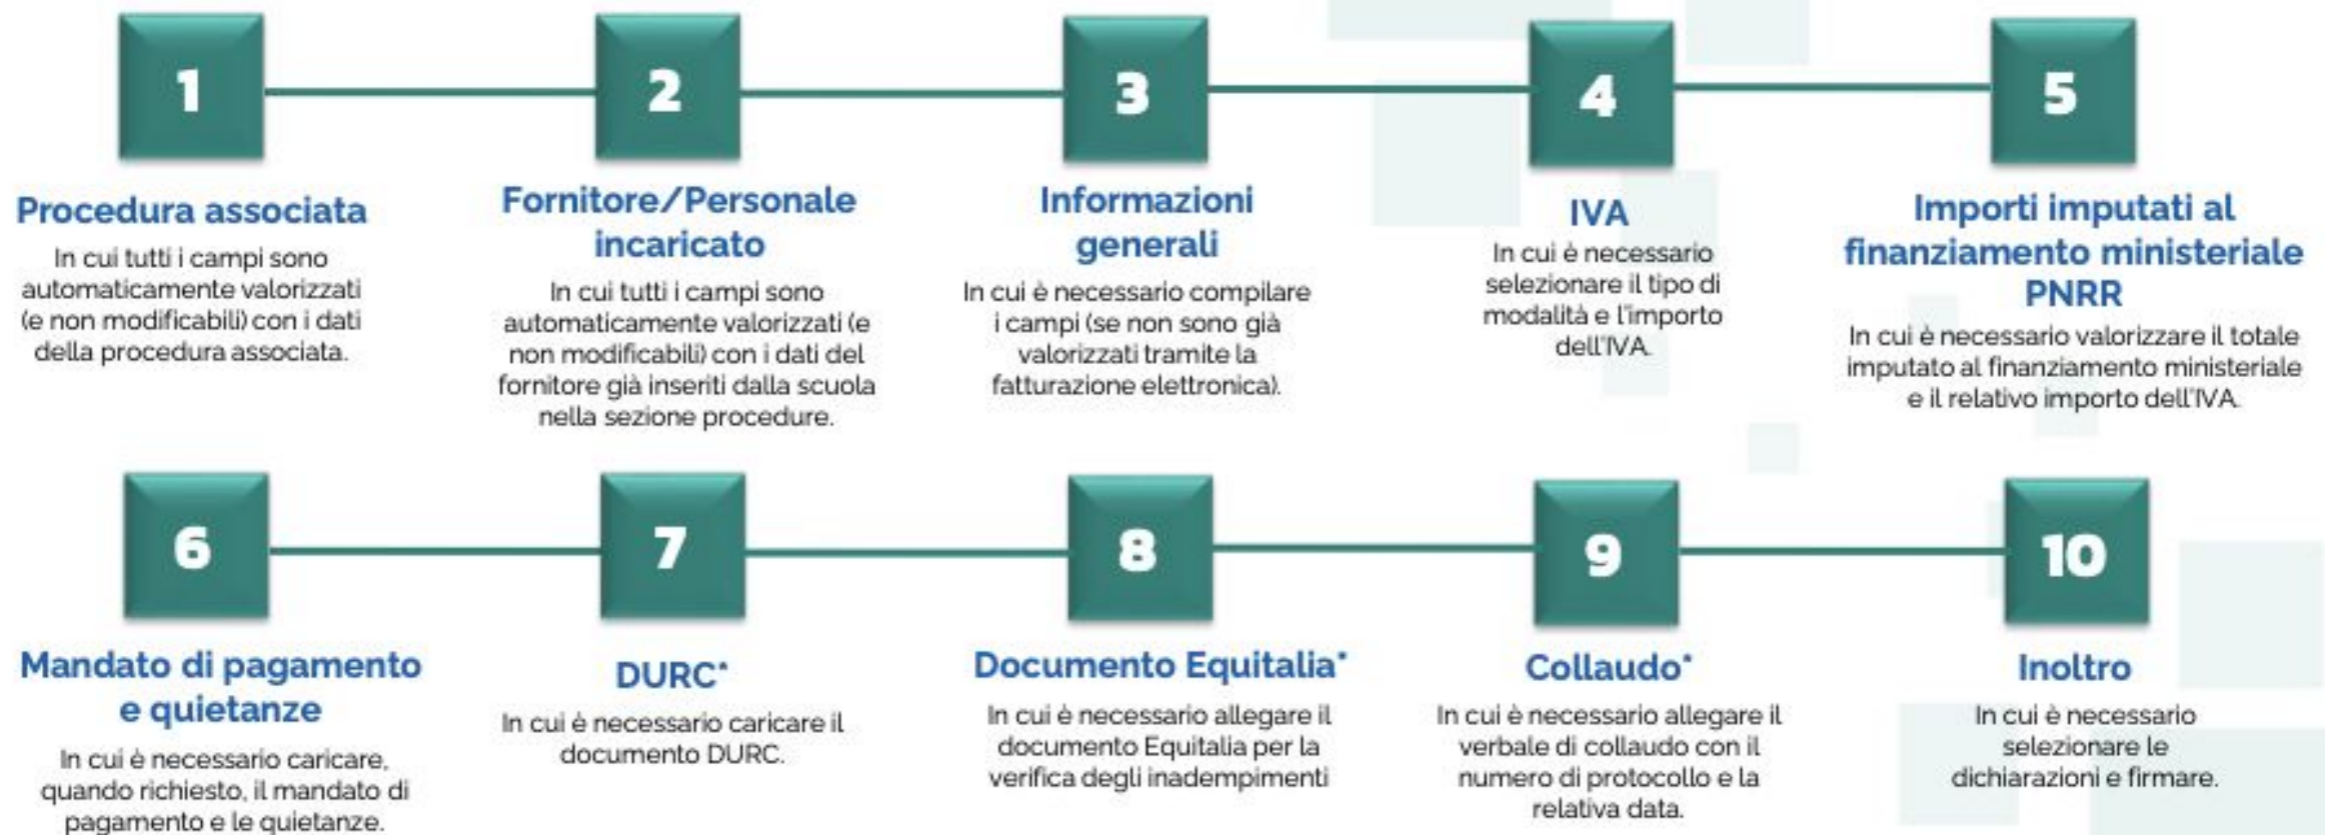 1
2
3
4
5
Procedura associata
In cui tutti i campi sono
automaticamente valorizzati
(e non modificabili) con i dati
della procedura associata.
Fornitore/Personale
incaricato
In cui tutti i campi sono
automaticamente valorizzati (e
non modificabili) con i dati del
fornitore già inseriti dalla scuola
nella sezione procedure.
Informazioni
generali
In cui è necessario compilare
i campi (se non sono già
valorizzati tramite la
fatturazione elettronica).
IVA
In cui è necessario
selezionare il tipo di
modalità e l'importo
dell'IVA.
Importi imputati al
finanziamento ministeriale
PNRR
In cui è necessario valorizzare il totale
imputato al finanziamento ministeriale
e il relativo importo dell'IVA.
6
7
8
9
10
Mandato di pagamento
e quietanze
In cui è necessario caricare,
quando richiesto, il mandato di
pagamento e le quietanze.
DURC*
In cui è necessario caricare il
documento DURC.
Documento Equitalia*
In cui è necessario allegare il
documento Equitalia per la
verifica degli inadempimenti
Collaudo*
In cui è necessario allegare il
verbale di collaudo con il
numero di protocollo e la
relativa data.
Inoltro
In cui è necessario
selezionare le
dichiarazioni e firmare.